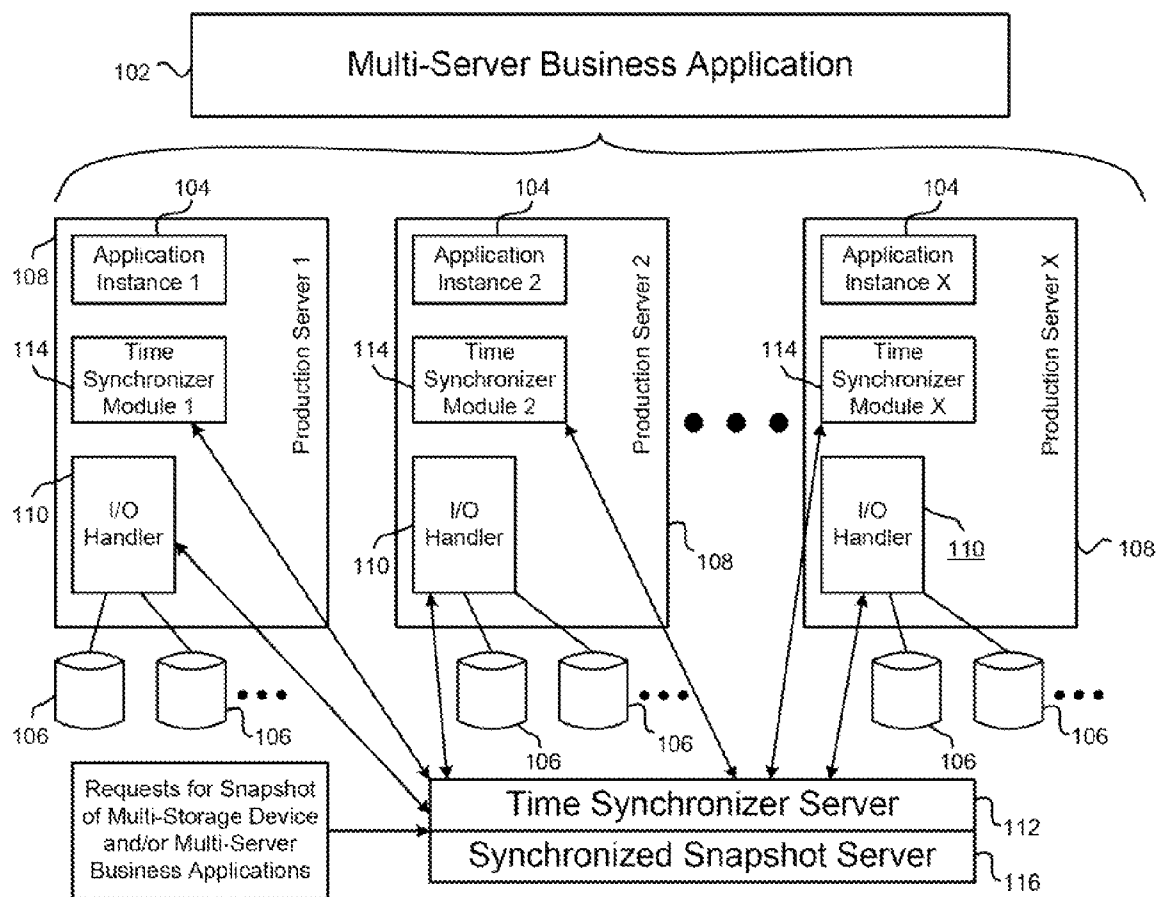 102
Multi-Server Business Application
104
104
104
108
Application
Instance 1
Production Server 1
Application
Instance 2
Production Server 2
Application
Instance X
Production Server X
114
Time
Synchronizer
Module 1
114
Time
Synchronizer
Module 2
114
Time
Synchronizer
Module X
110
I/O
Handler
110
I/O
Handler
108
I/O
Handler
110
108
106
106
106
106
106
106
Requests for Snapshot
of Multi-Storage Device
and/or Multi-Server
Business Applications
Time Synchronizer Server
112
Synchronized Snapshot Server
116